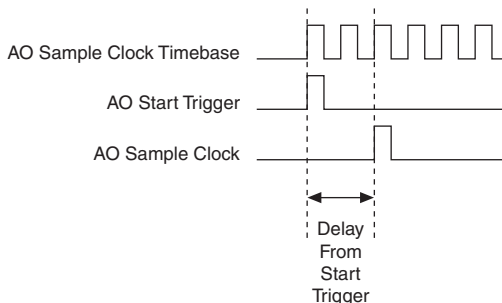 AO Sample Clock Timebase
AO Start Trigger
AO Sample Clock
Delay
From
Start
Trigger